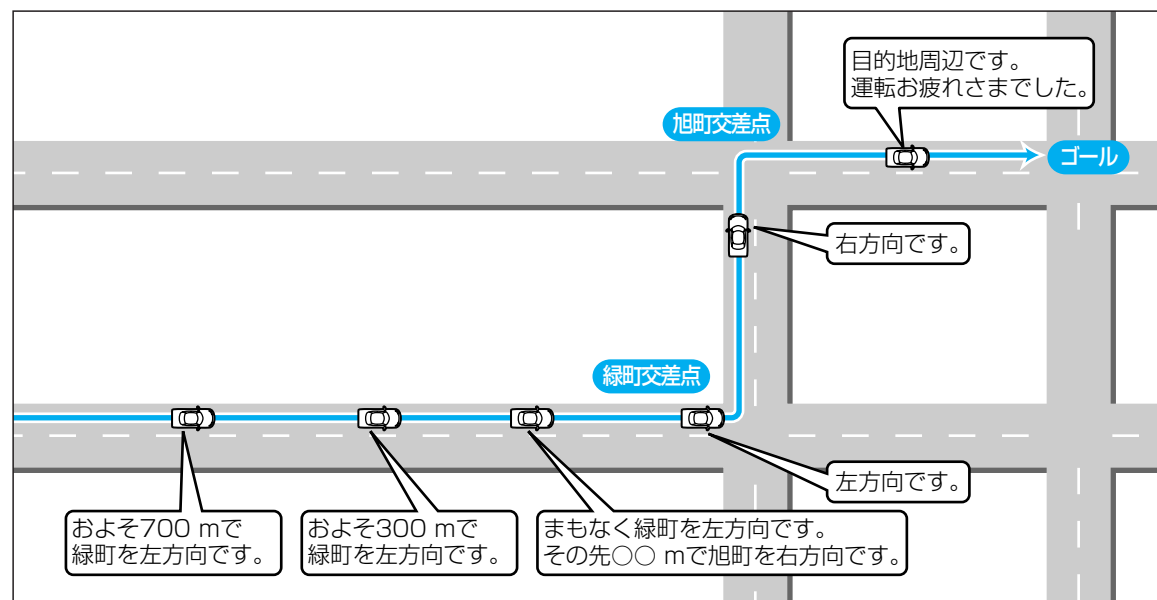 目的地周辺です。
運転お疲れさまでした。
旭町交差点
ゴール
右方向です。
緑町交差点
左方向です。
およそ700 mで
緑町を左方向です。
およそ300 mで
緑町を左方向です。
まもなく緑町を左方向です。
その先○○ mで旭町を右方向です。